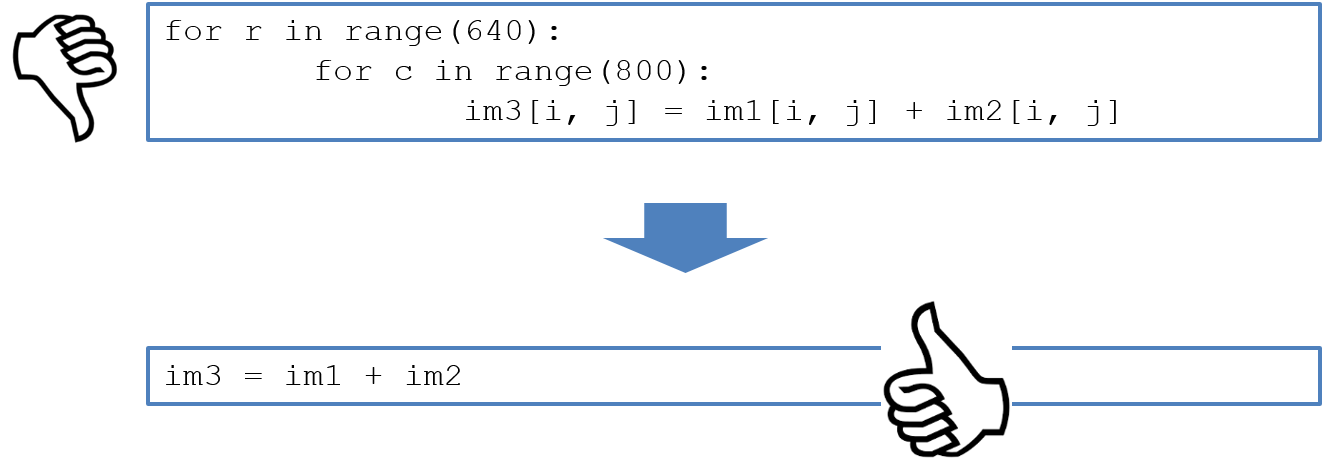 for r in range(640):
for c in range(800):
im3[i, j] = im1[i, j] + im2[i, j]
im3 = im1 + im2